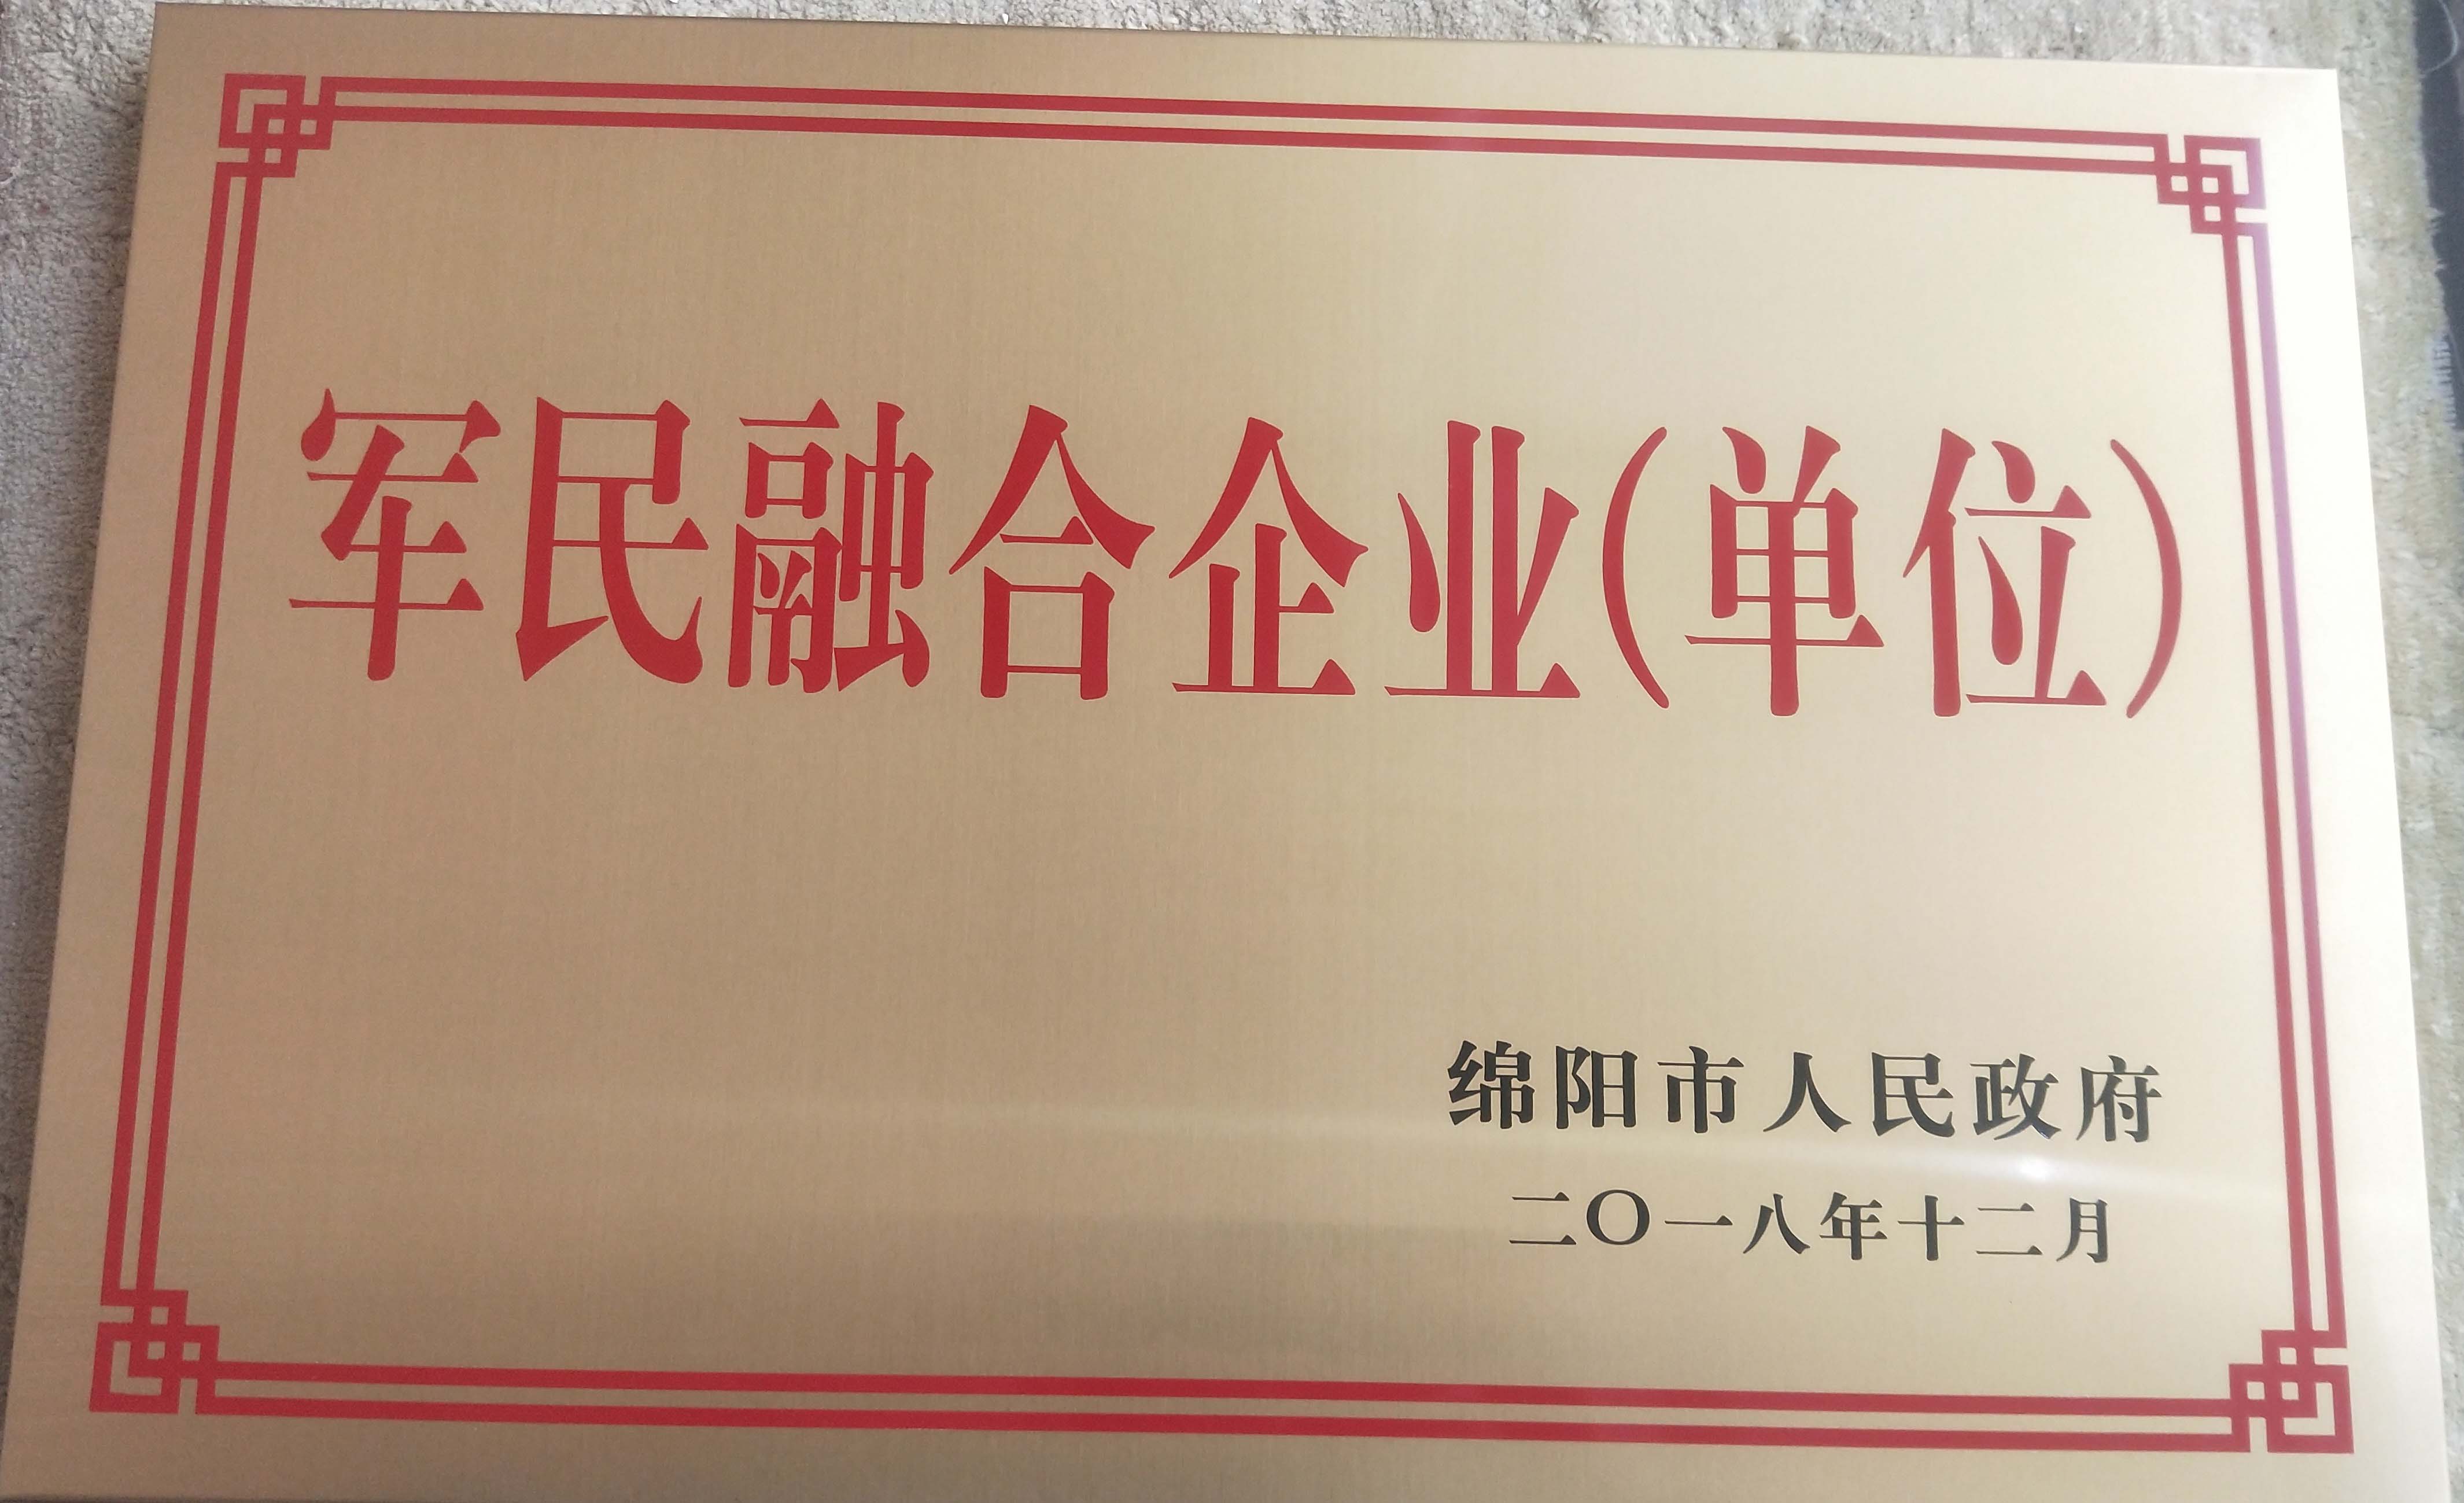 军民融合企业(单位)
绵阳市人民政府
二〇一八年十二月